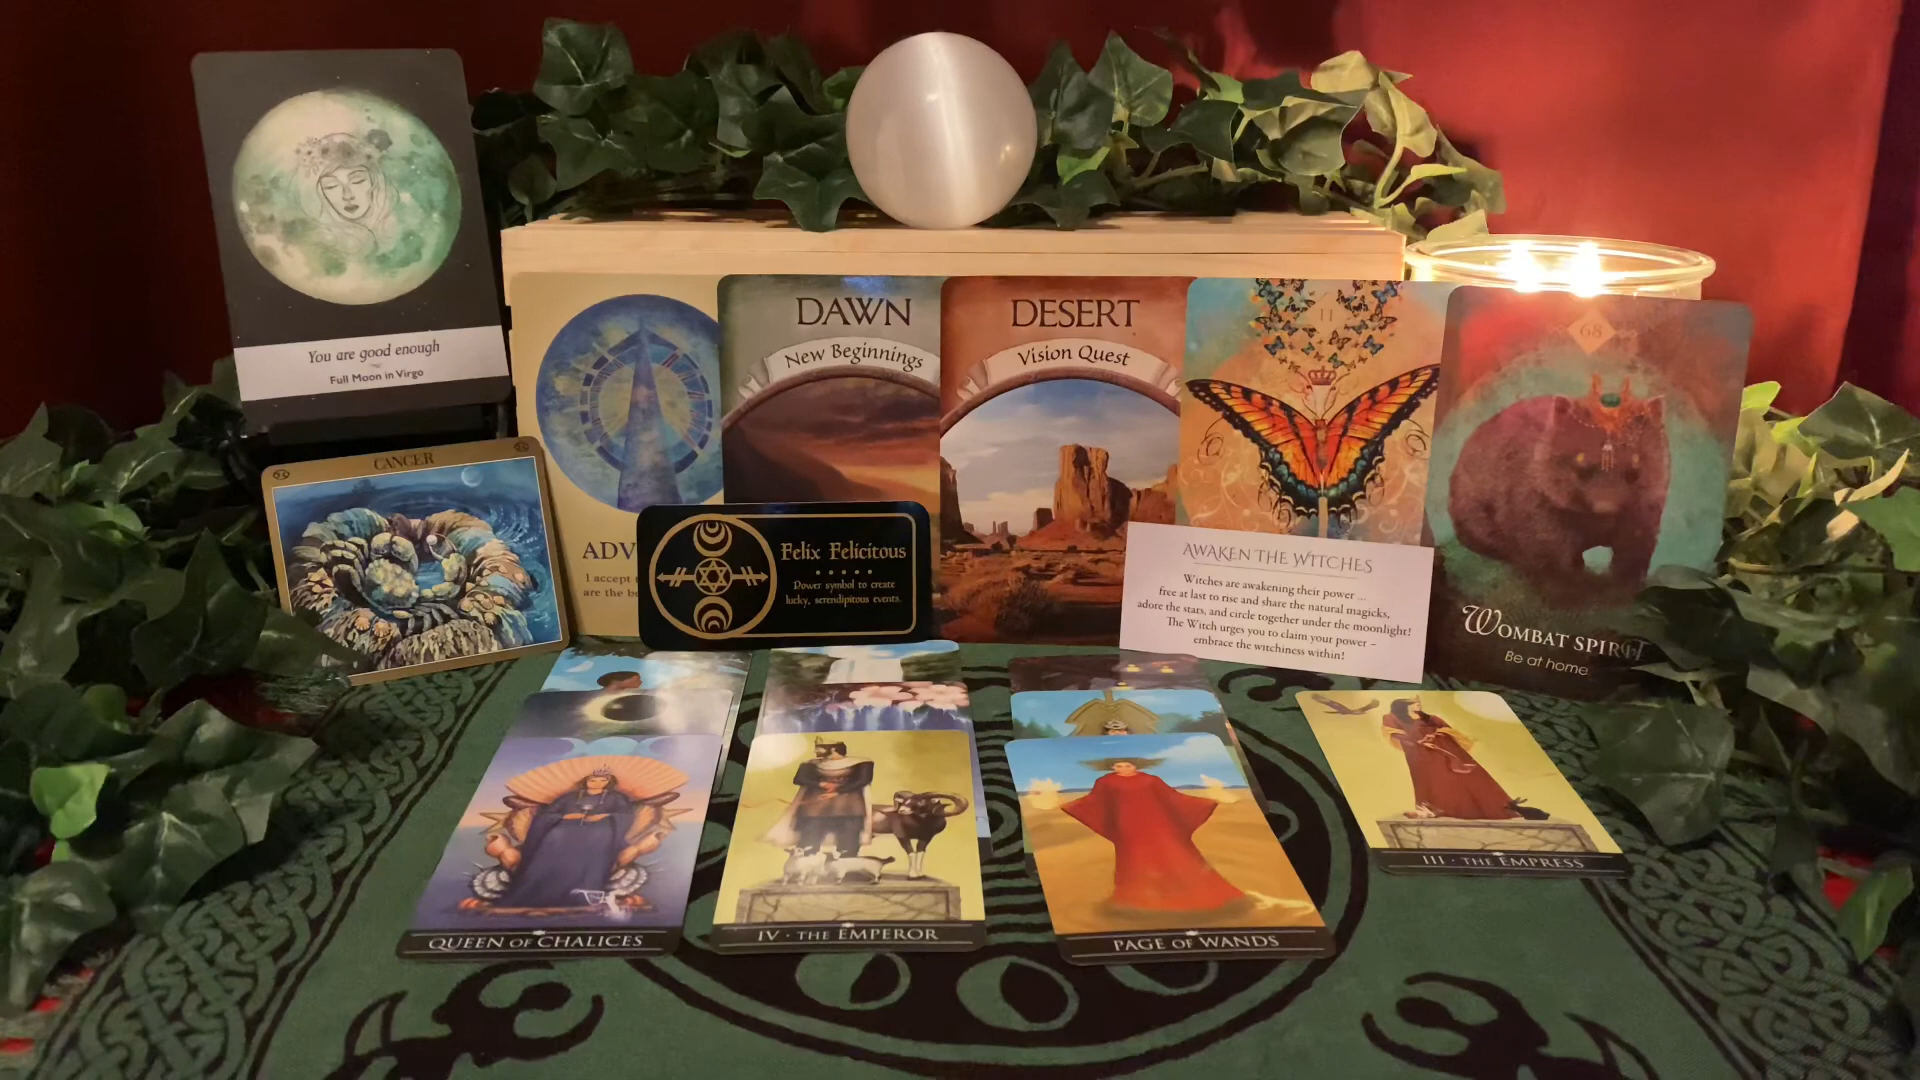 You are good enough
Full Moon in Virgo
CANCER
ADV
I accept
are the be
DAWN
New Beginnings
DESERT
Vision Quest
11
68
WOMBAT SPIRIT
Be at home
Felix Felicitous
Power symbol to create
lucky, serendipitous events.
AWAKEN THE WITCHES
Witches are awakening their power ...
free at last to rise and share the natural magicks,
adore the stars, and circle together under the moonlight!
The Witch urges you to claim your power –
embrace the witchiness within!
QUEEN OF CHALICES
IV · THE EMPEROR
PAGE OF WANDS
III · THE EMPRESS